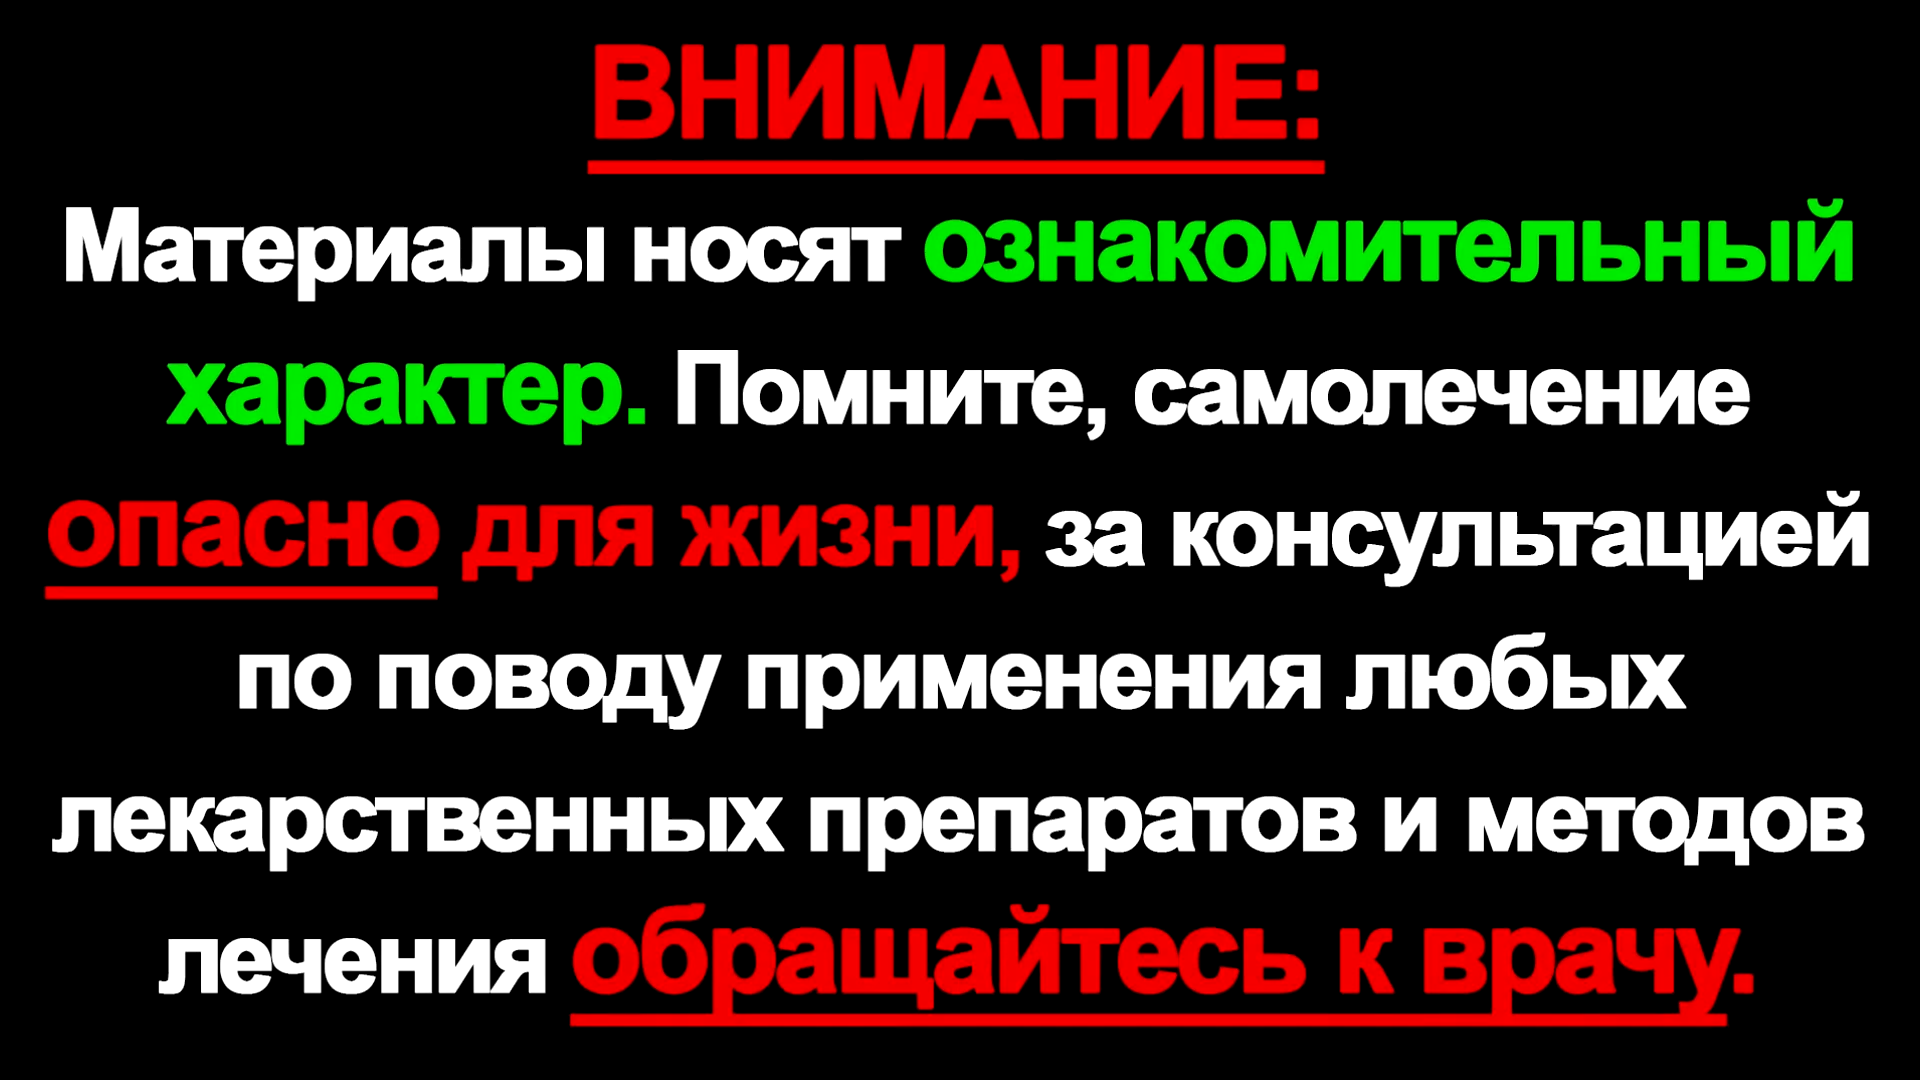 ВНИМАНИЕ:
Материалы носят ознакомительный
характер. Помните, самолечение
опасно для жизни, за консультацией
по поводу применения любых
лекарственных препаратов и методов
лечения обращайтесь к врачу.